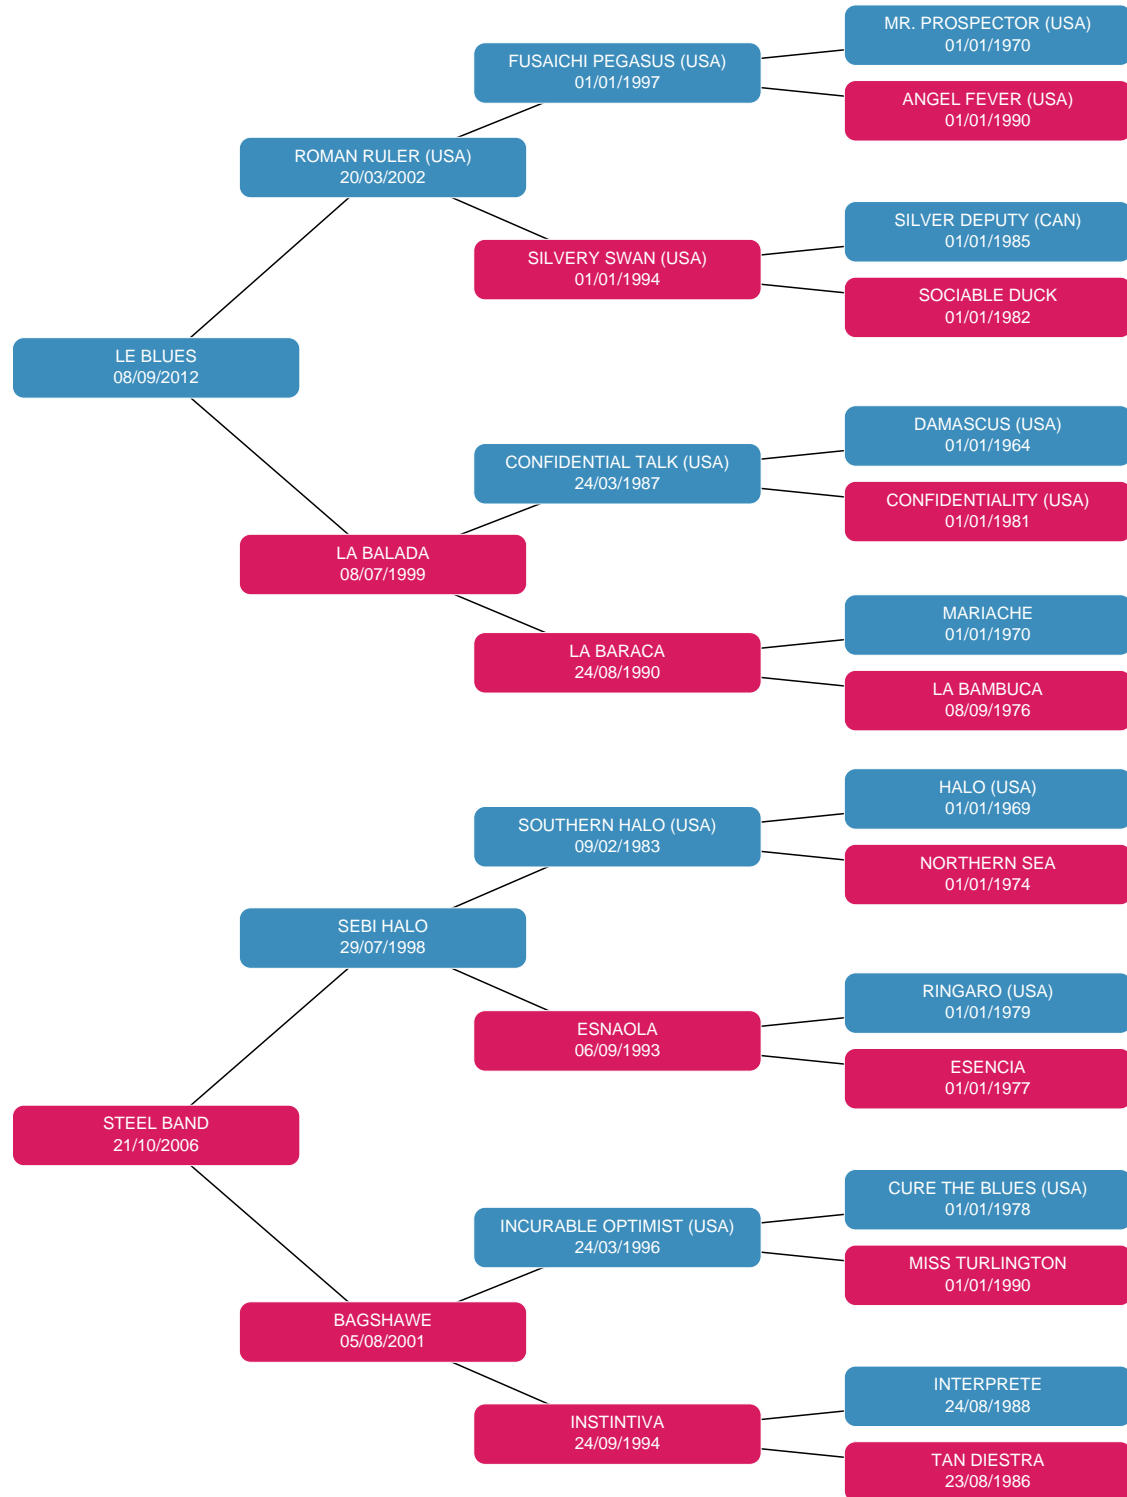 MR. PROSPECTOR (USA)
01/01/1970
FUSAICHI PEGASUS (USA)
01/01/1997
ANGEL FEVER (USA)
01/01/1990
ROMAN RULER (USA)
20/03/2002
SILVER DEPUTY (CAN)
01/01/1985
SILVERY SWAN (USA)
01/01/1994
SOCIABLE DUCK
01/01/1982
LE BLUES
08/09/2012
DAMASCUS (USA)
01/01/1964
CONFIDENTIAL TALK (USA)
24/03/1987
CONFIDENTIALITY (USA)
01/01/1981
LA BALADA
08/07/1999
MARIACHE
01/01/1970
LA BARACA
24/08/1990
LA BAMBUCA
08/09/1976
HALO (USA)
01/01/1969
SOUTHERN HALO (USA)
09/02/1983
NORTHERN SEA
01/01/1974
SEBI HALO
29/07/1998
RINGARO (USA)
01/01/1979
ESNAOLA
06/09/1993
ESENCIA
01/01/1977
STEEL BAND
21/10/2006
CURE THE BLUES (USA)
01/01/1978
INCURABLE OPTIMIST (USA)
24/03/1996
MISS TURLINGTON
01/01/1990
BAGSHAWE
05/08/2001
INTERPRETE
24/08/1988
INSTINTIVA
24/09/1994
TAN DIESTRA
23/08/1986